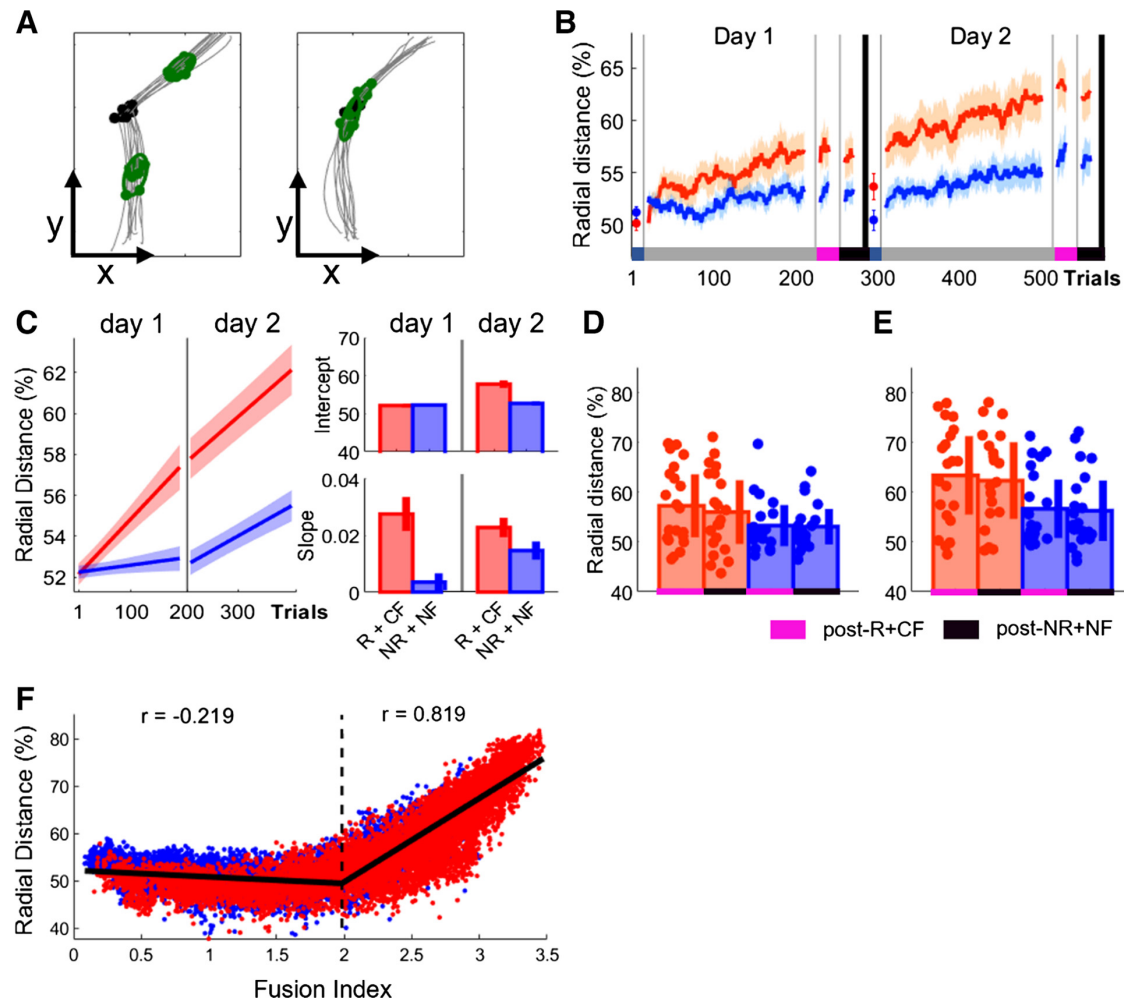 A
y
x
y
x
B
Day 1
Day 2
Radial distance (%)
65
60
55
50
1 100 200 300 400 500 Trials
C
day 1 day 2
Radial Distance (%)
62
60
58
56
54
52
1 100 200 300 Trials
day 1 day 2
Intercept
70
60
50
40
Slope
0.04
0.02
0
R + CF
NR + NF
R + CF
NR + NF
D
Radial distance (%)
80
70
60
50
40
E
80
70
60
50
40
post-R+CF post-NR+NF
F
r = -0.219 r = 0.819
Radial Distance (%)
80
70
60
50
40
0 0.5 1 1.5 2 2.5 3 3.5
Fusion Index